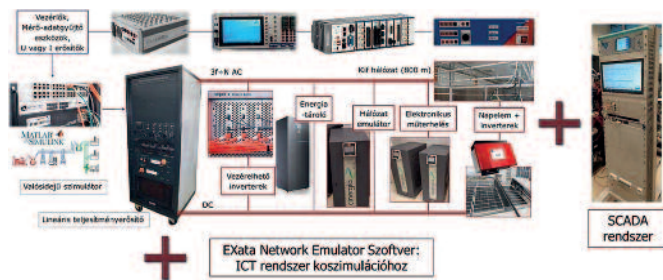 Vezérlők,
Mérő-adatgyűjtő
eszközök,
U vagy I erősítők
3f+N AC
Kif hálózat (800 m)
MATLAB
SIMULINK
Valósidejű szimulátor
Energia
-tároló
Hálózat
emulátor
Elektronikus
műterhelés
Napelem +
inverterek
Vezérelhető
inverterek
DC
Lineáris teljesítményerősítő
SCADA
rendszer
EXata Network Emulator Szoftver:
ICT rendszer koszimulációhoz